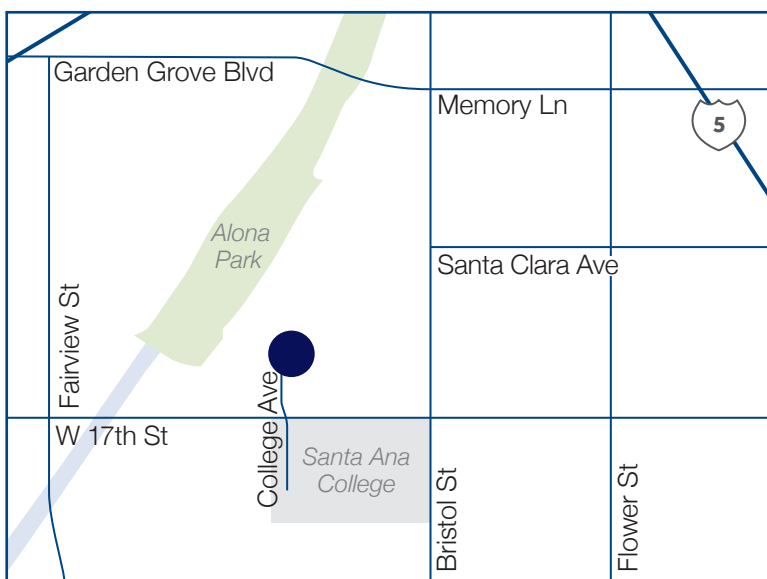 Garden Grove Blvd
Memory Ln
5
Alona
Park
Santa Clara Ave
Fairview St
College Ave
W 17th St
Santa Ana
College
Bristol St
Flower St